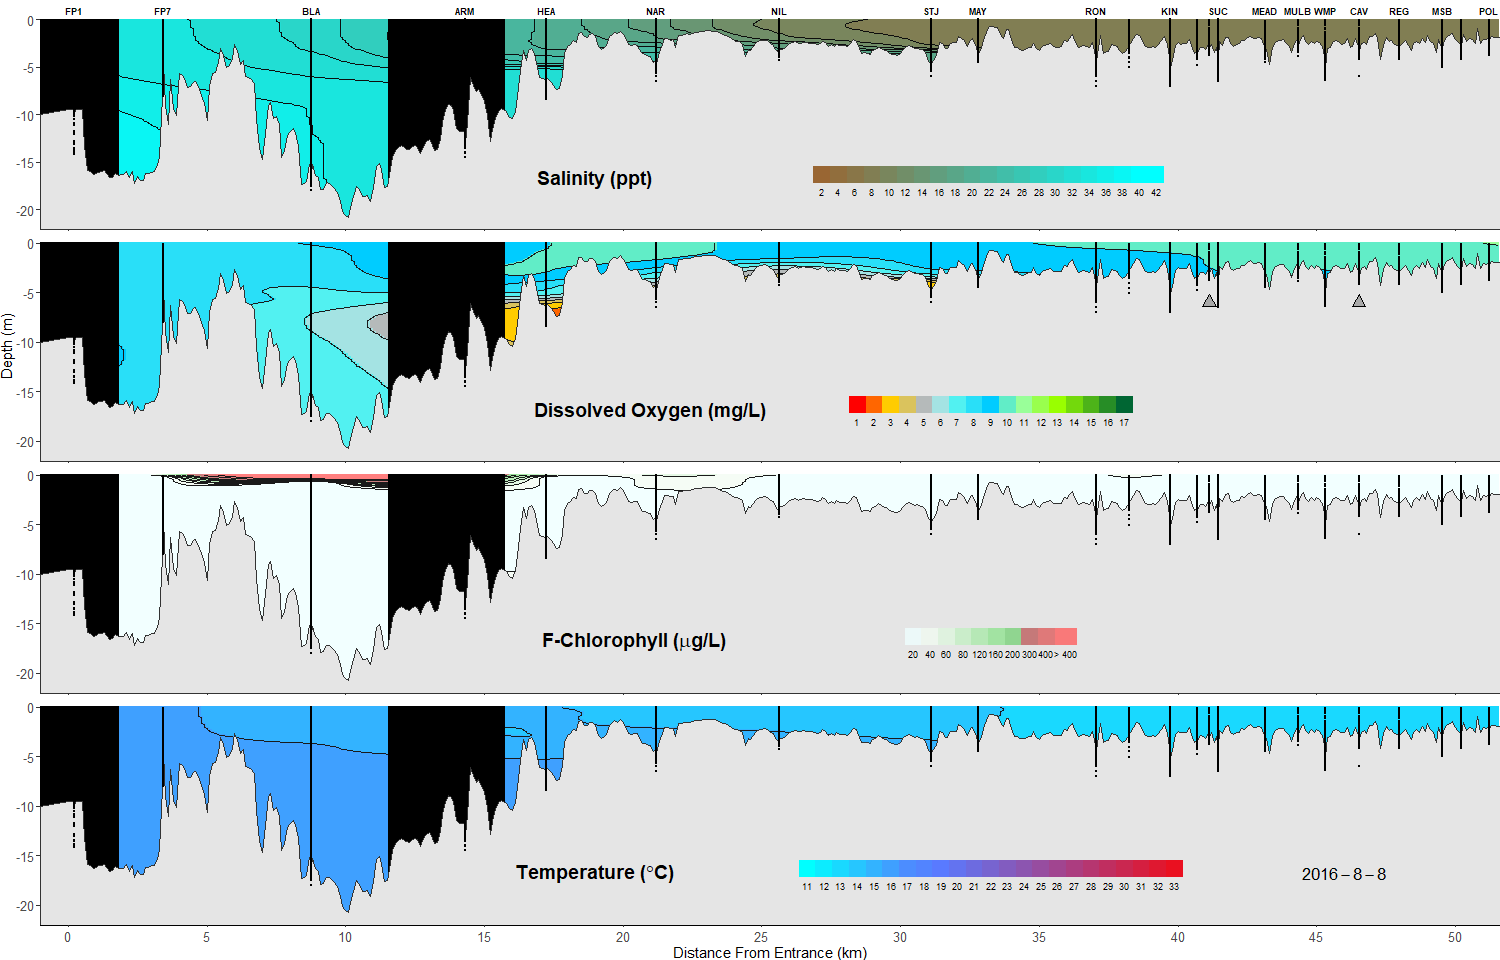 FP1 FP7 BLA ARM HEA NAR NIL STJ MAY RON KIN SUC MEAD MULB WMP CAV REG MSB POL
0
-5
-10
-15
-20
Salinity (ppt)
2 4 6 8 10 12 14 16 18 20 22 24 26 28 30 32 34 36 38 40 42
0
-5
-10
-15
-20
Dissolved Oxygen (mg/L)
1 2 3 4 5 6 7 8 9 10 11 12 13 14 15 16 17
Depth (m)
0
-5
-10
-15
-20
F-Chlorophyll (μg/L)
20 40 60 80 120 160 200 300 400 > 400
0
-5
-10
-15
-20
Temperature (°C)
11 12 13 14 15 16 17 18 19 20 21 22 23 24 25 26 27 28 29 30 31 32 33
2016 – 8 – 8
0 5 10 15 20 25 30 35 40 45 50
Distance From Entrance (km)